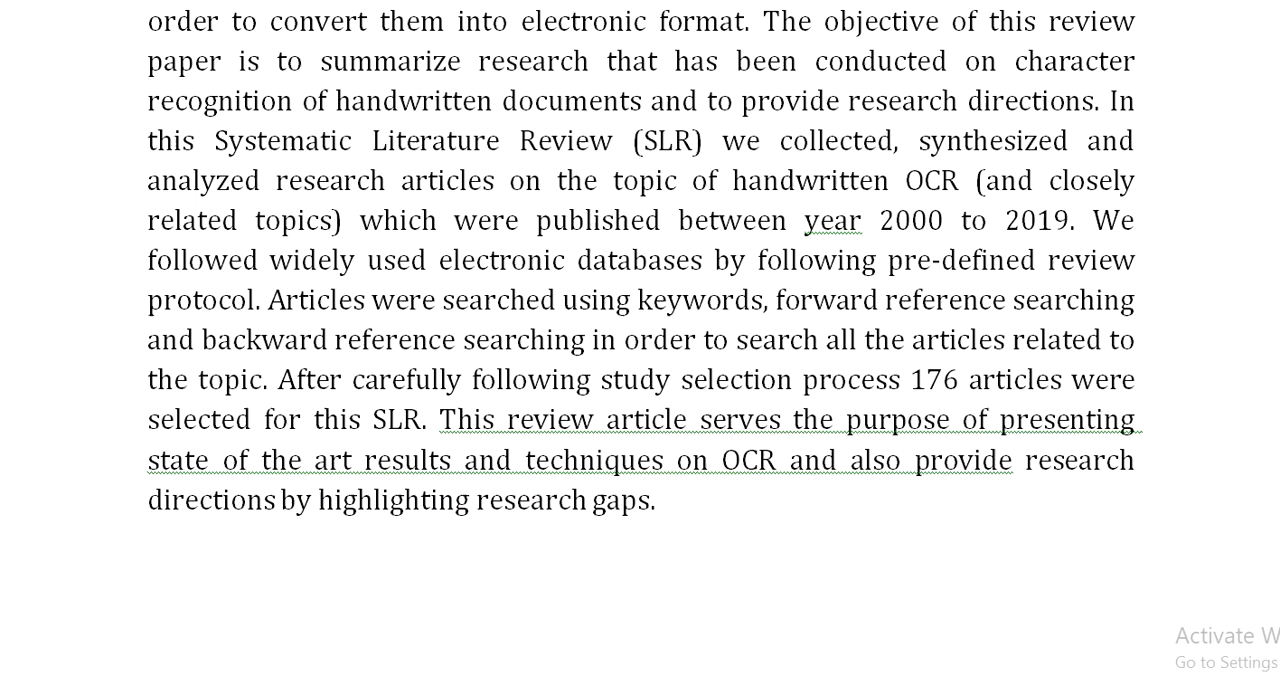 order to convert them into electronic format. The objective of this review
paper is to summarize research that has been conducted on character
recognition of handwritten documents and to provide research directions. In
this Systematic Literature Review (SLR) we collected, synthesized and
analyzed research articles on the topic of handwritten OCR (and closely
related topics) which were published between year 2000 to 2019. We
followed widely used electronic databases by following pre-defined review
protocol. Articles were searched using keywords, forward reference searching
and backward reference searching in order to search all the articles related to
the topic. After carefully following study selection process 176 articles were
selected for this SLR. This review article serves the purpose of presenting
state of the art results and techniques on OCR and also provide research
directions by highlighting research gaps.
Activate W
Go to Settings